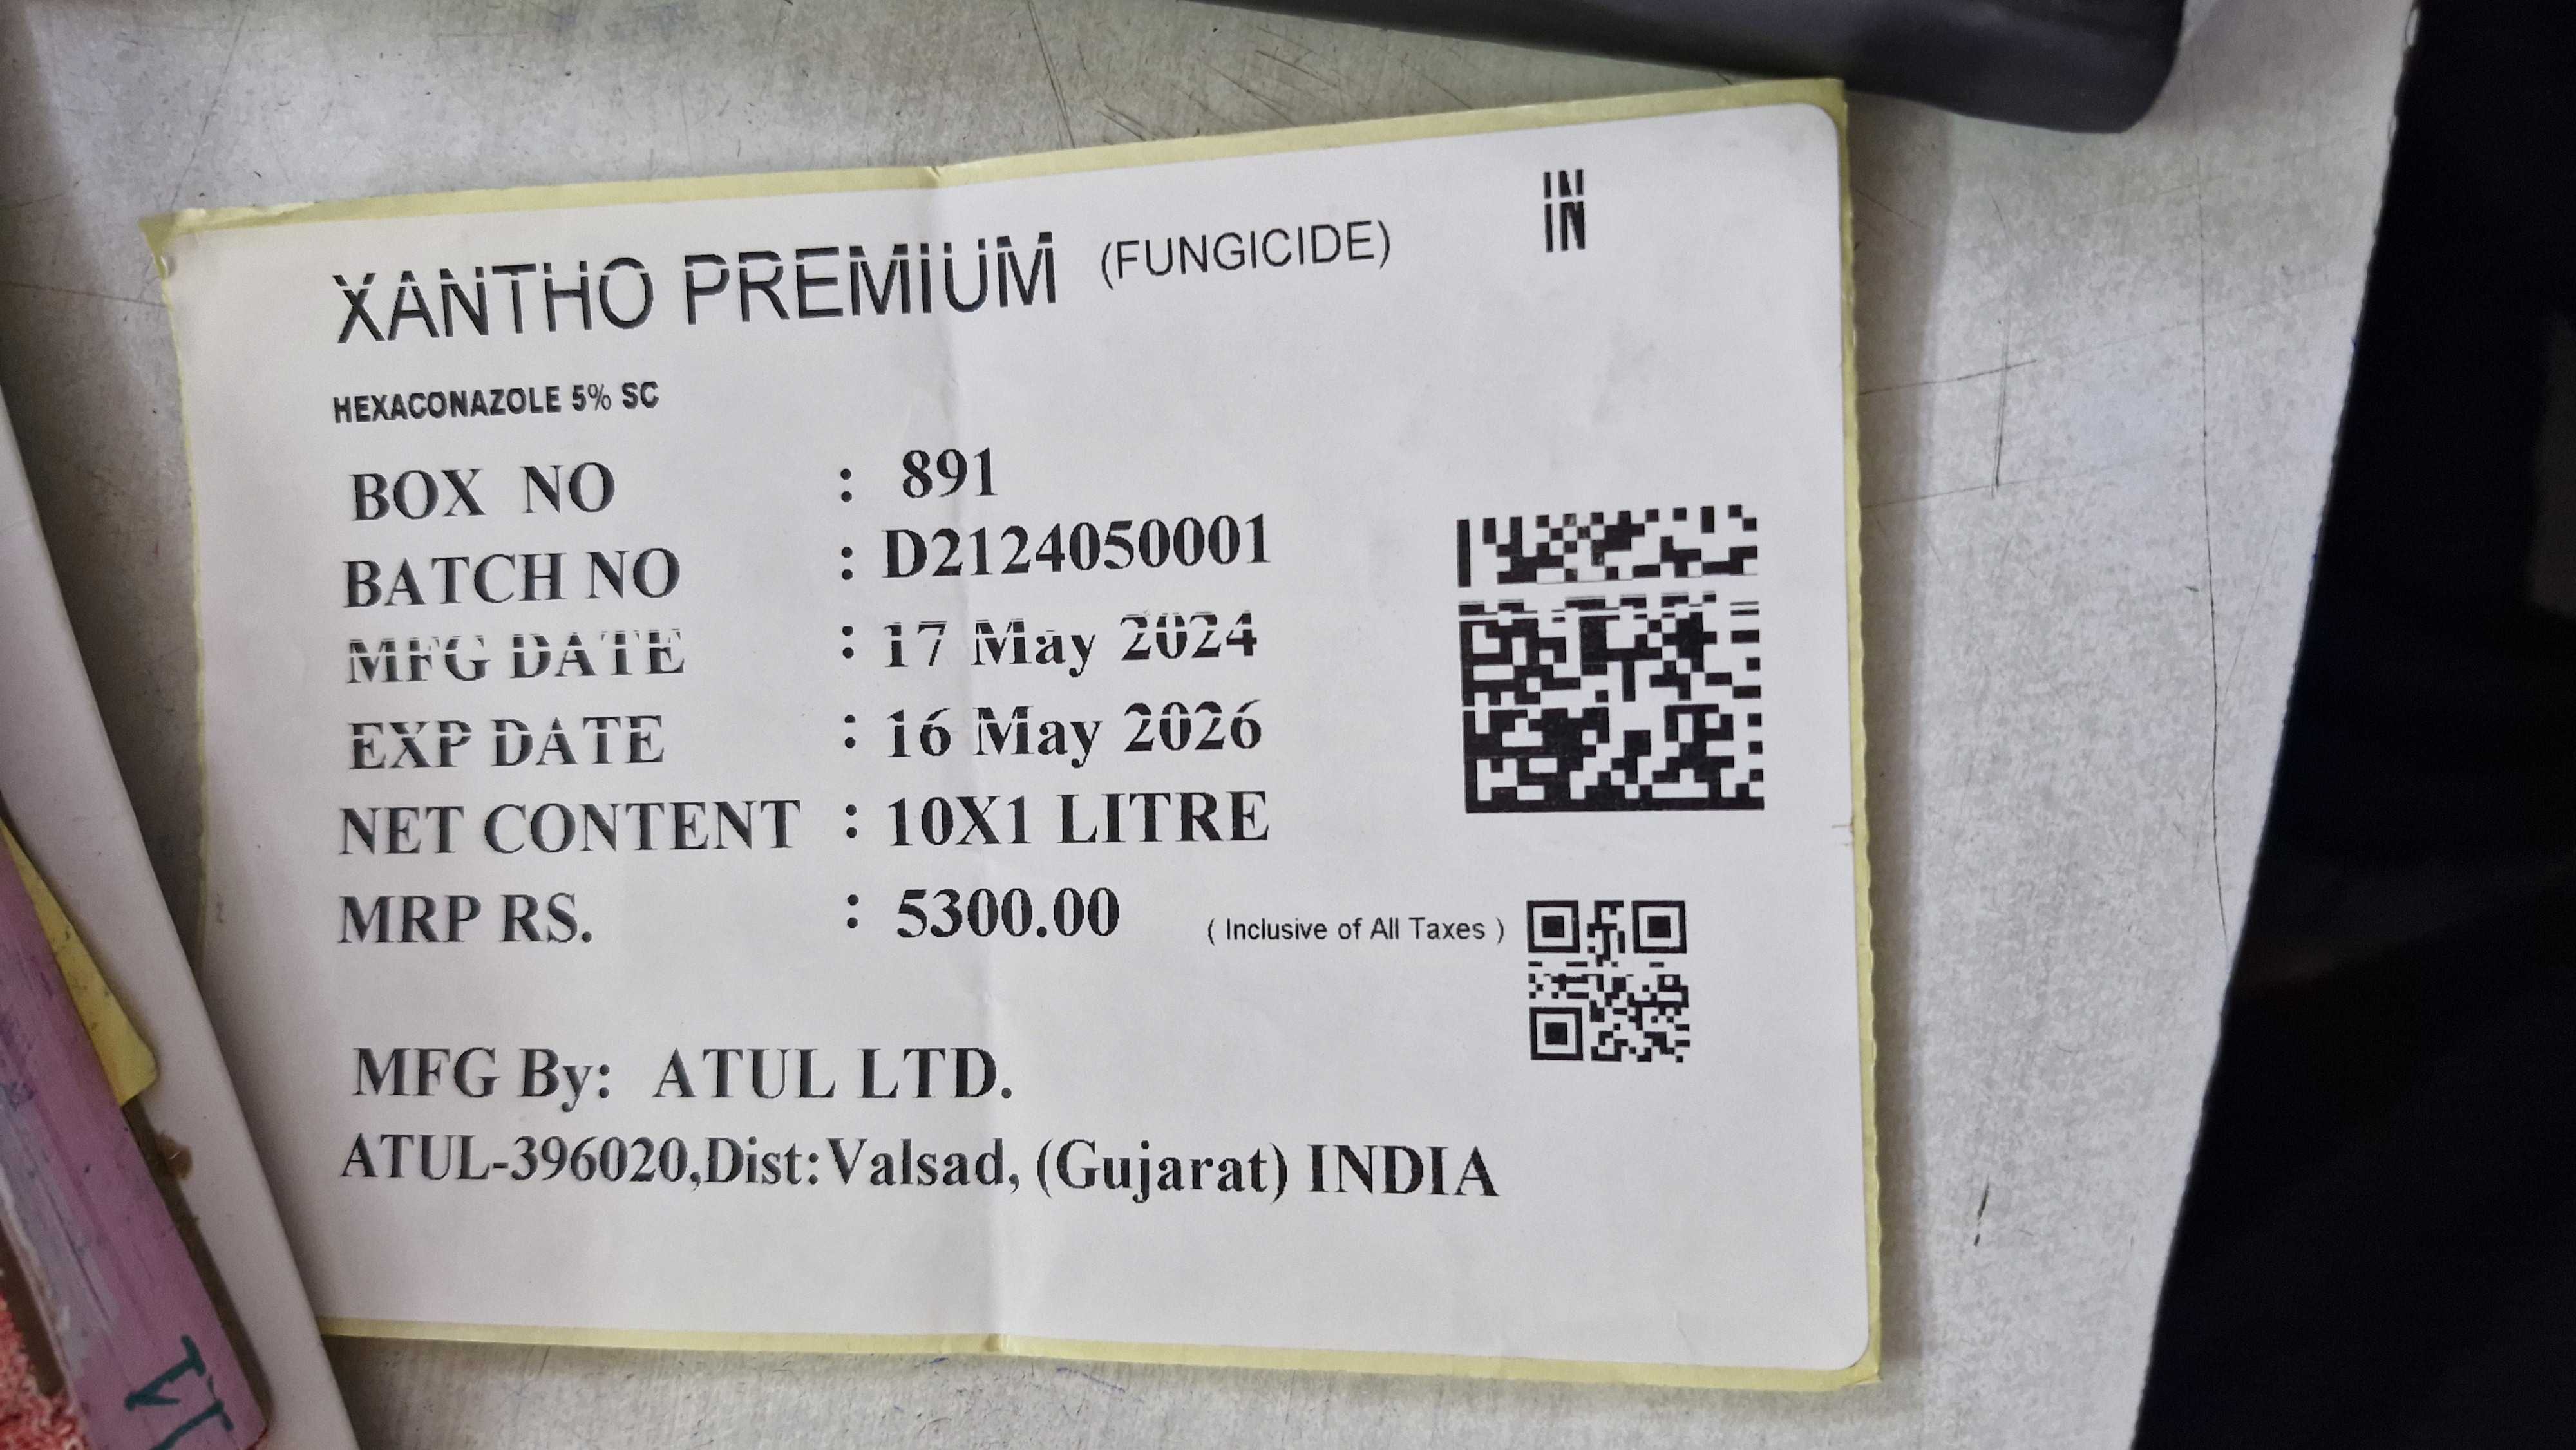 XANTHO PREMIUM (FUNGICIDE) IN
HEXACONAZOLE 5% SC
BOX NO : 891
BATCH NO : D2124050001
MFG DATE : 17 May 2024
EXP DATE : 16 May 2026
NET CONTENT : 10X1 LITRE
MRP RS. : 5300.00 ( Inclusive of All Taxes )
MFG By: ATUL LTD.
ATUL-396020,Dist:Valsad, (Gujarat) INDIA